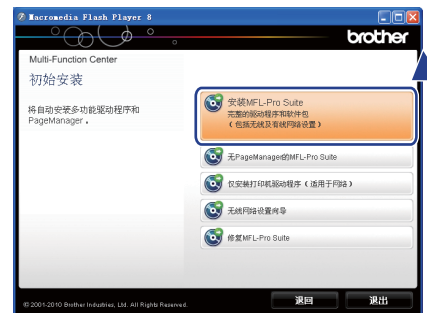 Macromedia Flash Player 8
brother
Multi-Function Center
初始安装
将自动安装多功能驱动程序和
PageManager。
安装MFL-Pro Suite
完整的驱动程序和软件包
（包括无线及有线网络设置）
无PageManager的MFL-Pro Suite
仅安装打印机驱动程序（适用于网络）
无线网络设置向导
修复MFL-Pro Suite
© 2001-2010 Brother Industries, Ltd. All Rights Reserved.
返回
退出